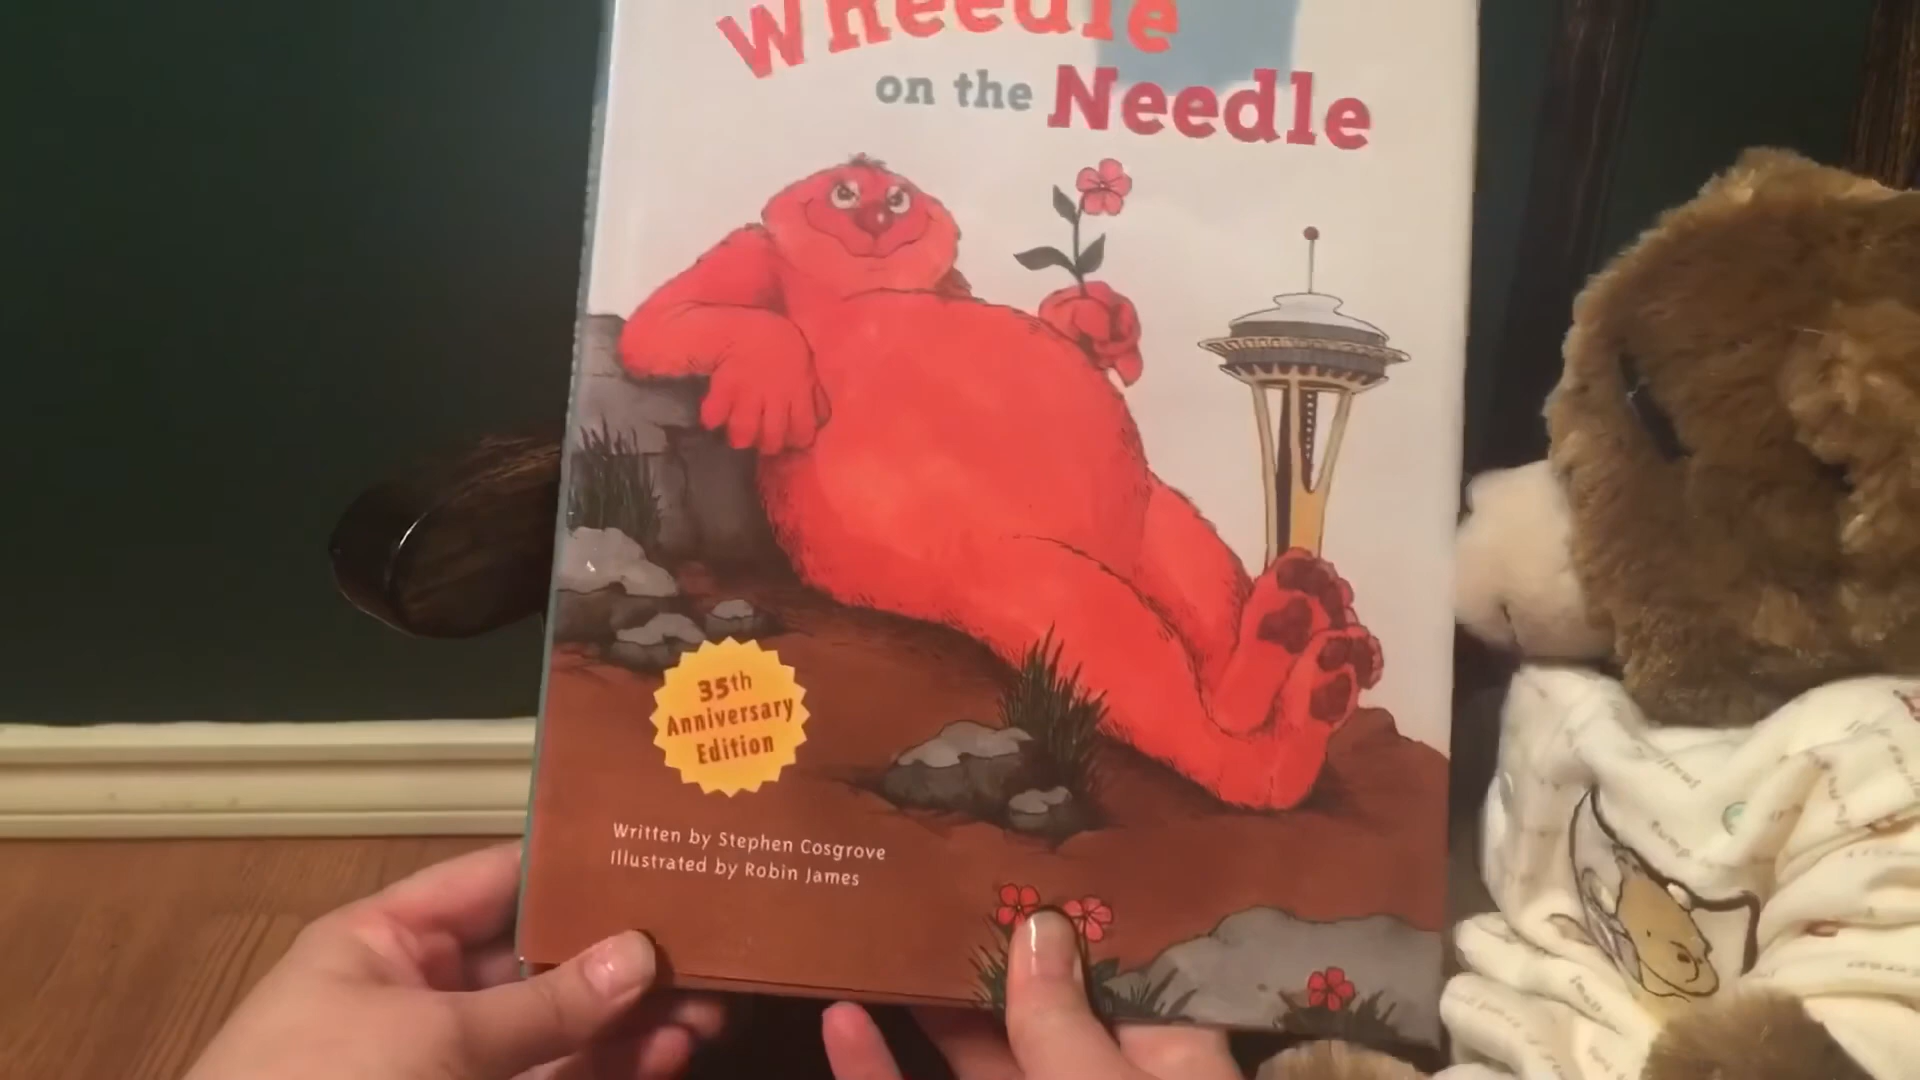 Wheedle
on the Needle
35th
Anniversary
Edition
Written by Stephen Cosgrove
Illustrated by Robin James